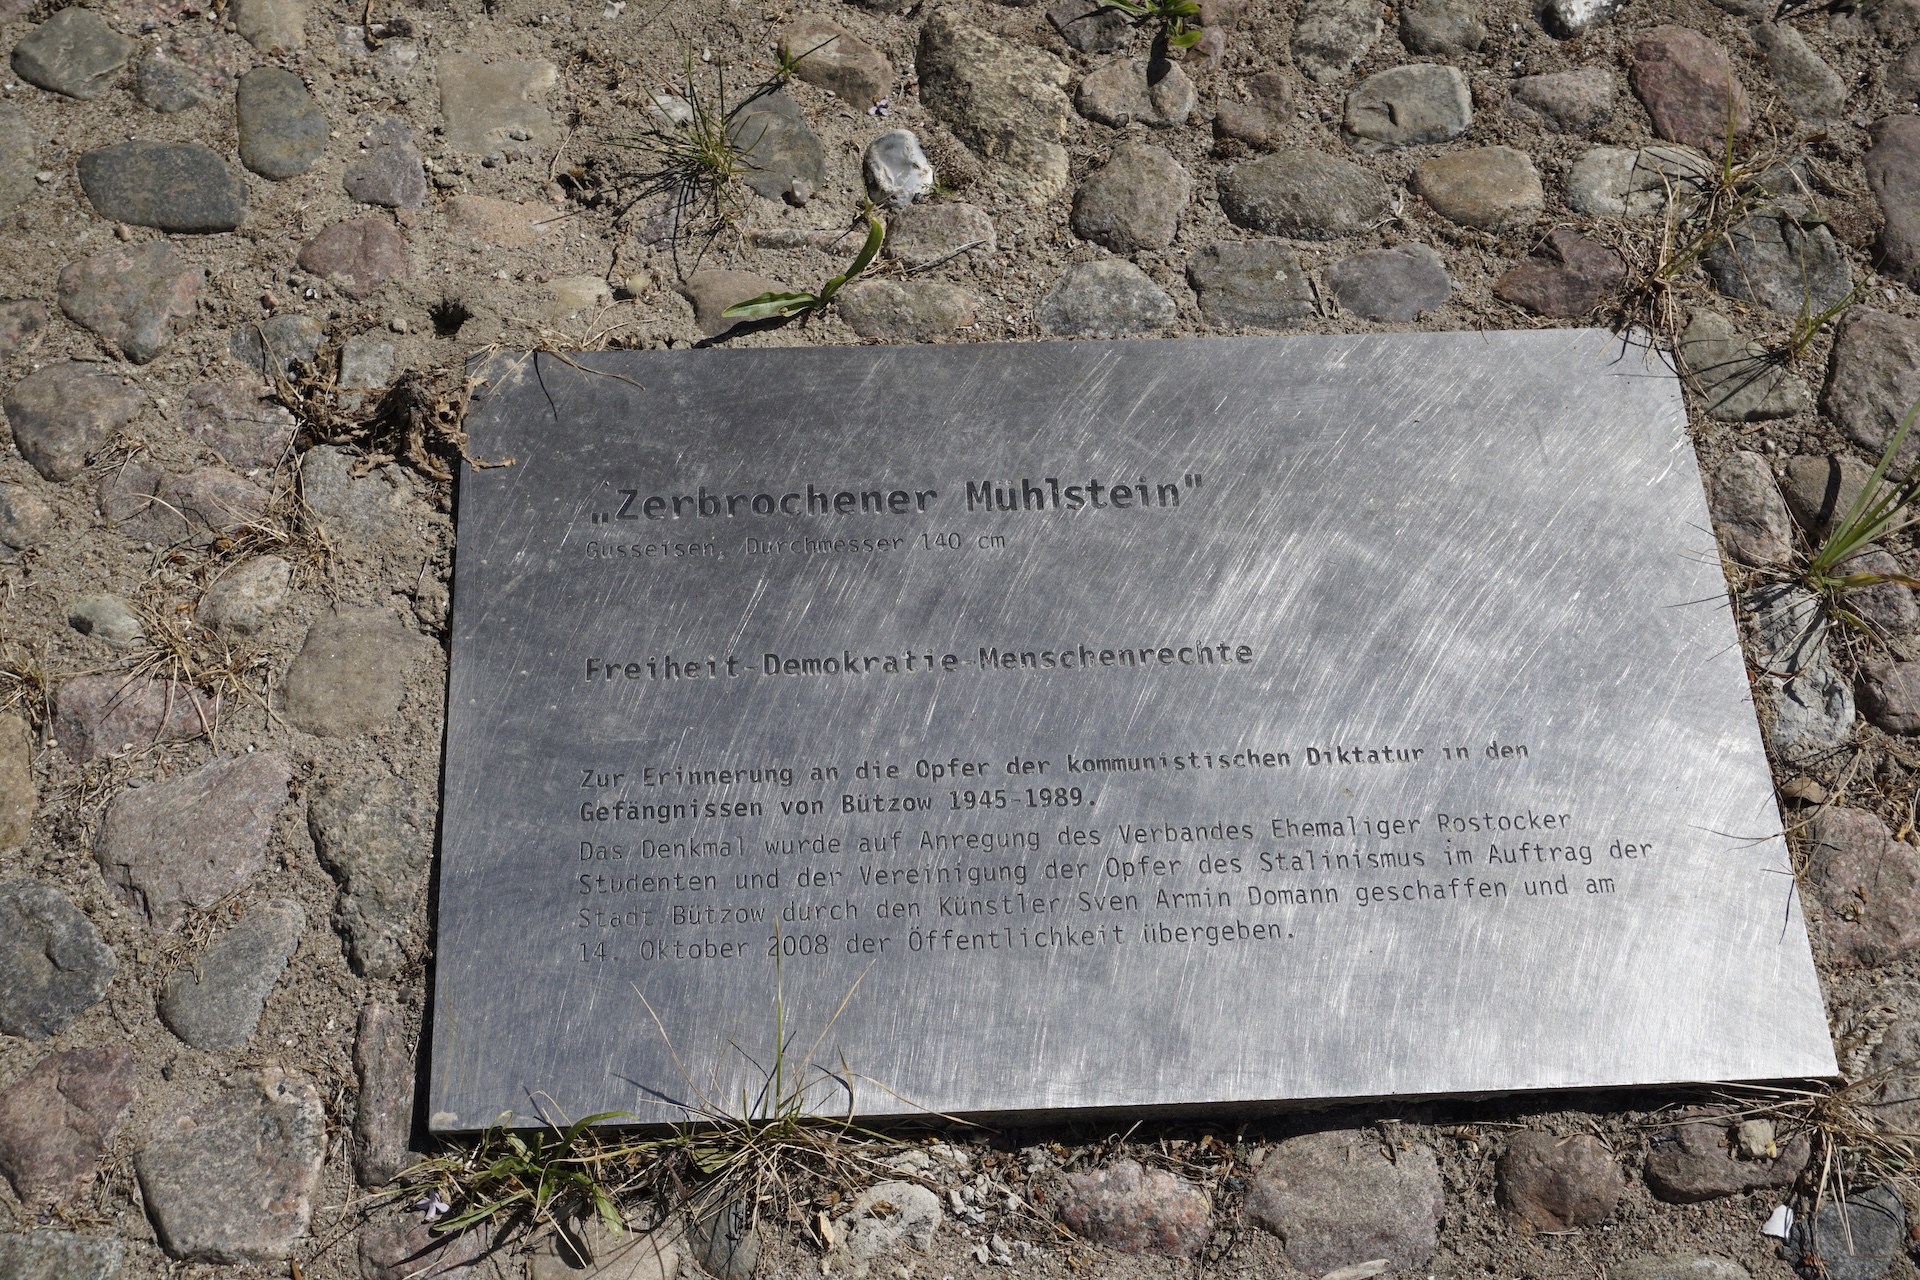 „Zerbrochener Mühlstein"
Gusseisen, Durchmesser 140 cm
Freiheit-Demokratie-Menschenrechte
Zur Erinnerung an die Opfer der kommunistischen Diktatur in den
Gefängnissen von Bützow 1945-1989.
Das Denkmal wurde auf Anregung des Verbandes Ehemaliger Rostocker
Studenten und der Vereinigung der Opfer des Stalinismus im Auftrag der
Stadt Bützow durch den Künstler Sven Armin Domann geschaffen und am
14. Oktober 2008 der Öffentlichkeit übergeben.